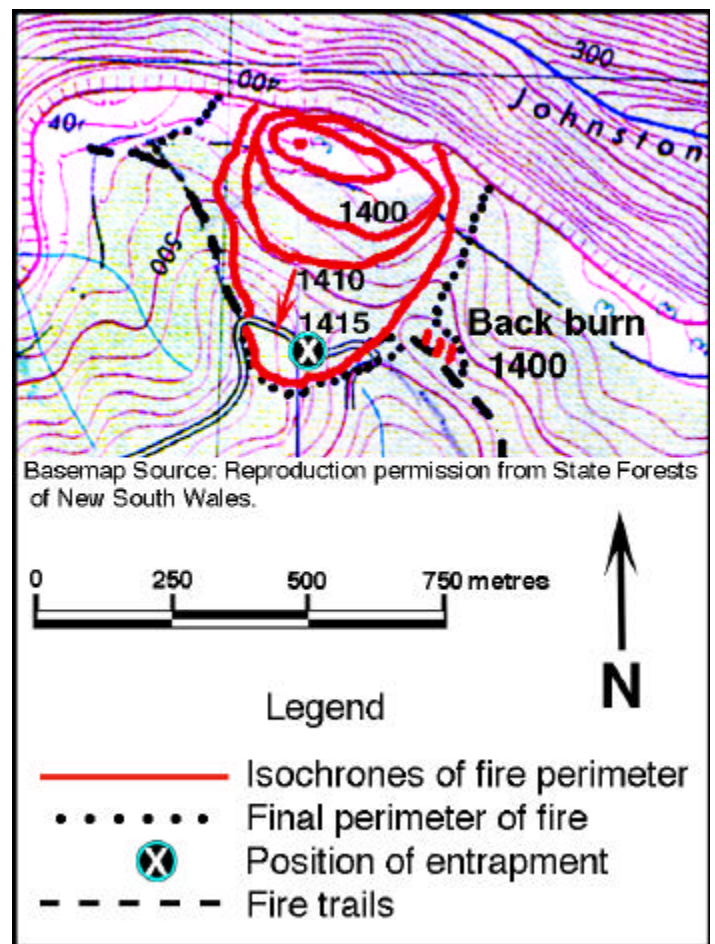 300
400
Johnston
40
1400
500
1410
1415
Back burn
1400
X
Basemap Source: Reproduction permission from State Forests
of New South Wales.
0 250 500 750 metres
N
Legend
Isochrones of fire perimeter
Final perimeter of fire
X Position of entrapment
Fire trails